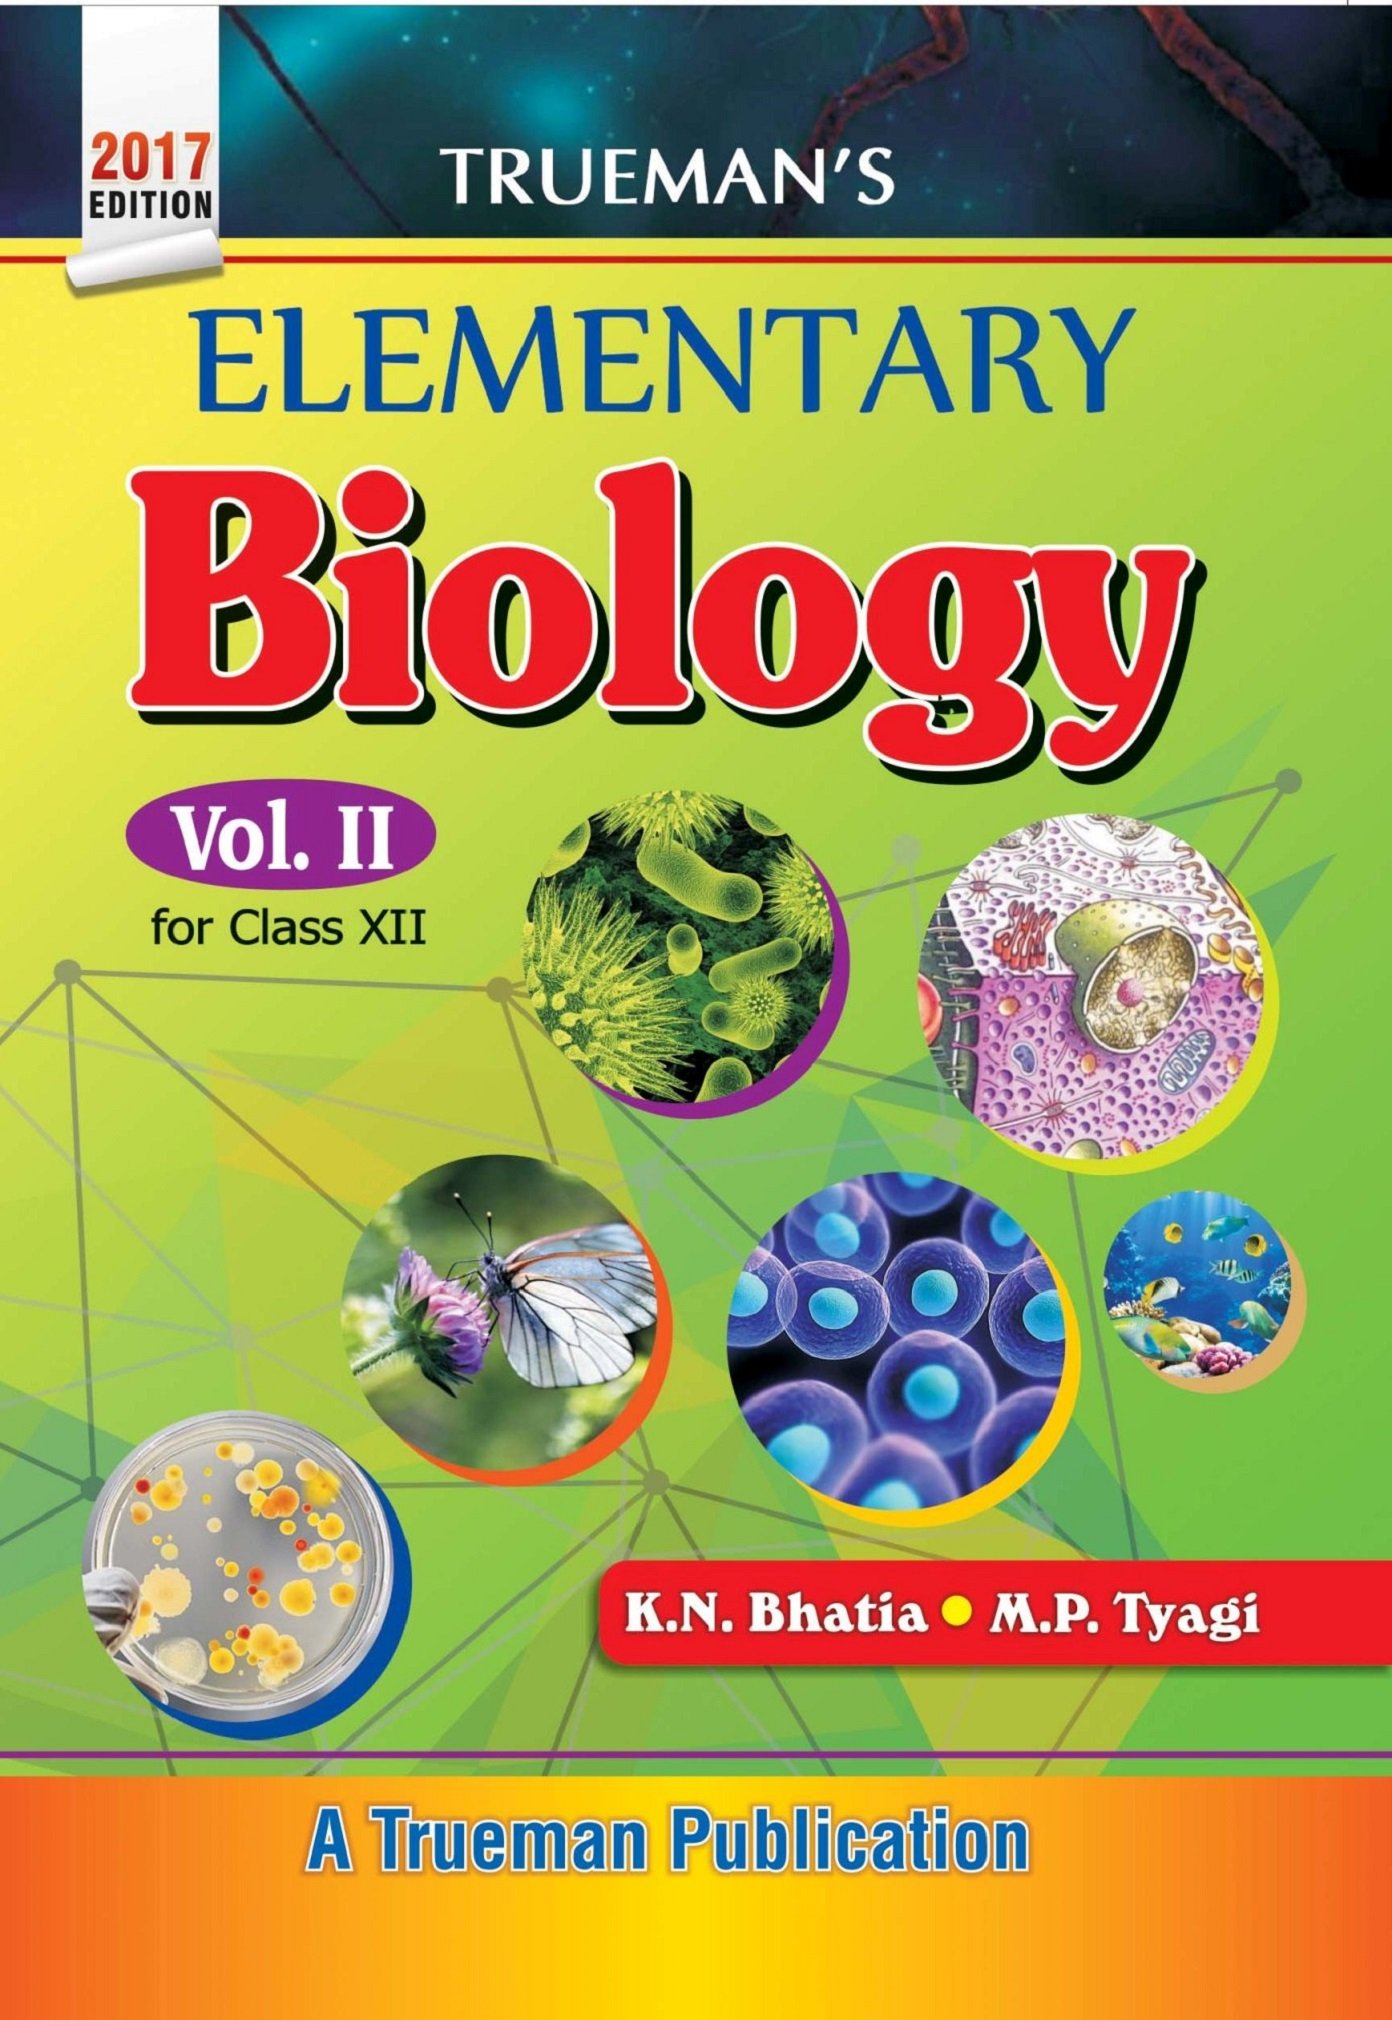 2017
EDITION
TRUEMAN'S
ELEMENTARY
Biology
Vol. II
for Class XII
K.N. Bhatia • M.P. Tyagi
A Trueman Publication